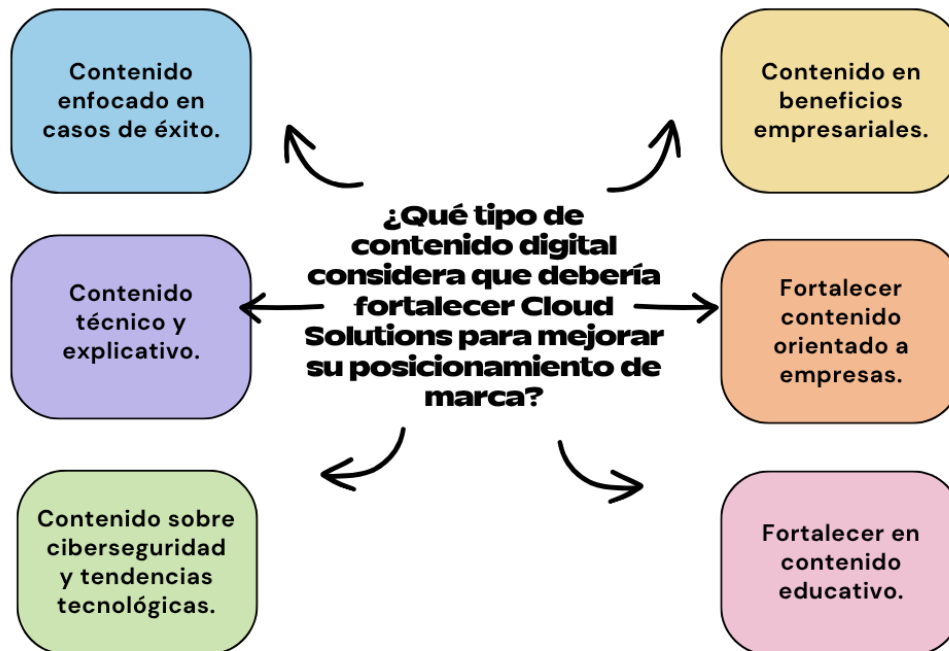 Contenido
enfocado en
casos de éxito.
Contenido en
beneficios
empresariales.
¿Qué tipo de
contenido digital
considera que debería
fortalecer Cloud
Solutions para mejorar
su posicionamiento de
marca?
Contenido
técnico y
explicativo.
Fortalecer
contenido
orientado a
empresas.
Contenido sobre
ciberseguridad
y tendencias
tecnológicas.
Fortalecer en
contenido
educativo.